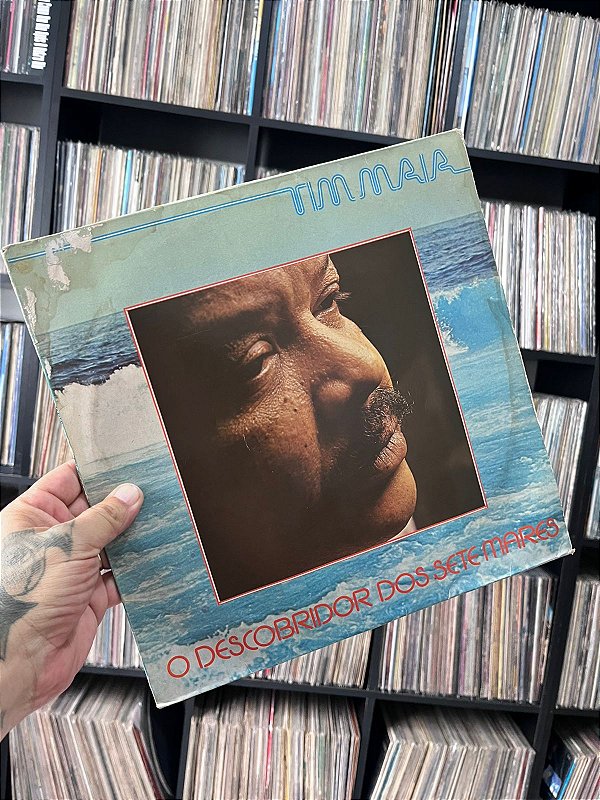 TIM MAIA
O DESCOBRIDOR DOS SETE MARES